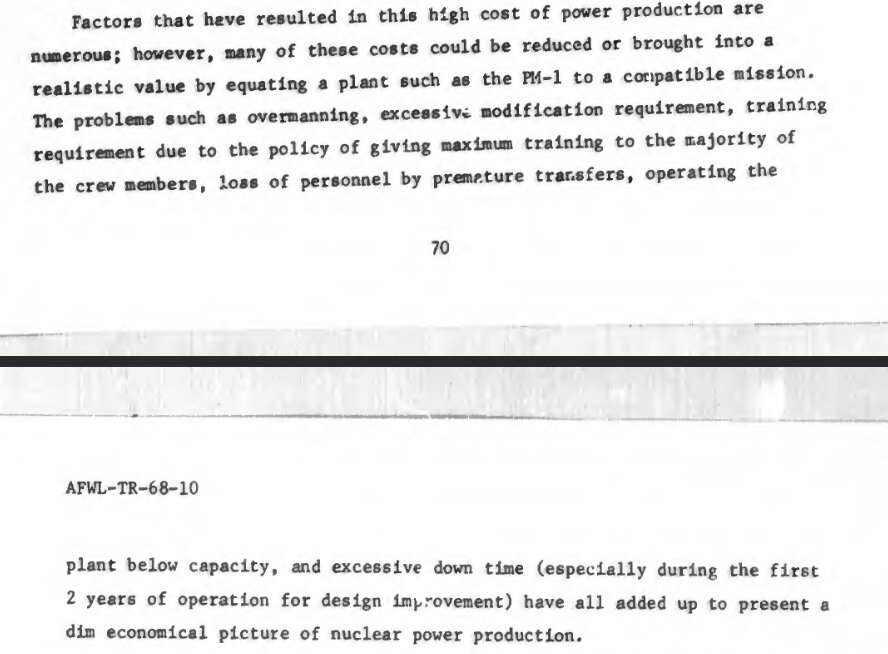 Factors that have resulted in this high cost of power production are
numerous; however, many of these costs could be reduced or brought into a
realistic value by equating a plant such as the PM-1 to a compatible mission.
The problems such as overmanning, excessive modification requirement, training
requirement due to the policy of giving maximum training to the majority of
the crew members, loss of personnel by premature transfers, operating the
70
AFWL-TR-68-10
plant below capacity, and excessive down time (especially during the first
2 years of operation for design improvement) have all added up to present a
dim economical picture of nuclear power production.